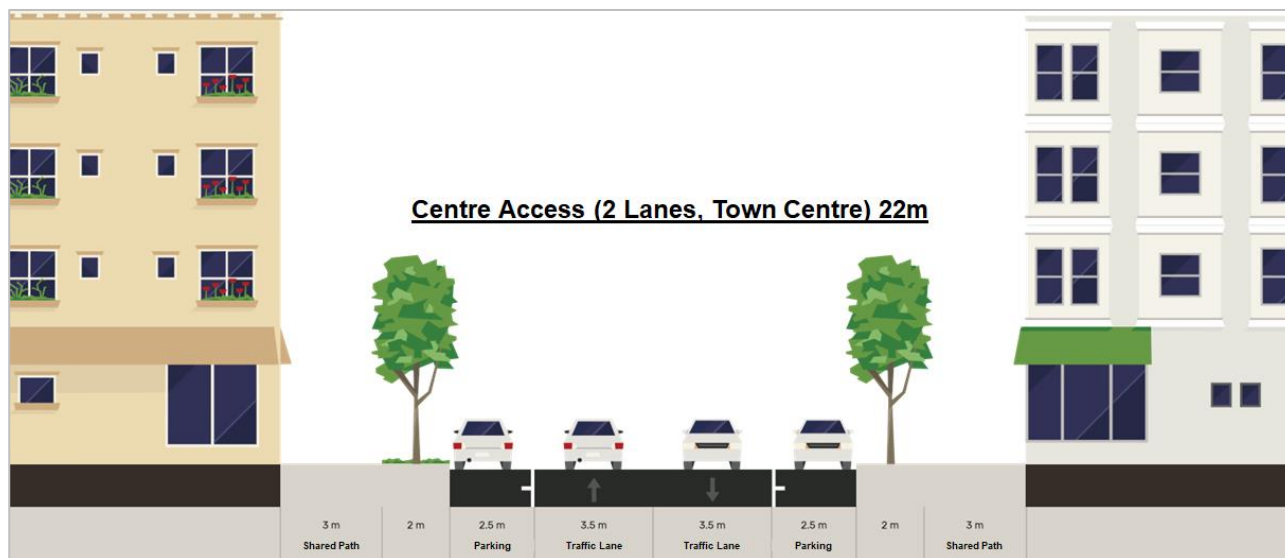 Centre Access (2 Lanes, Town Centre) 22m
3 m 2 m 2.5 m 3.5 m 3.5 m 2.5 m 2 m 3 m
Shared Path Parking Traffic Lane Traffic Lane Parking Shared Path